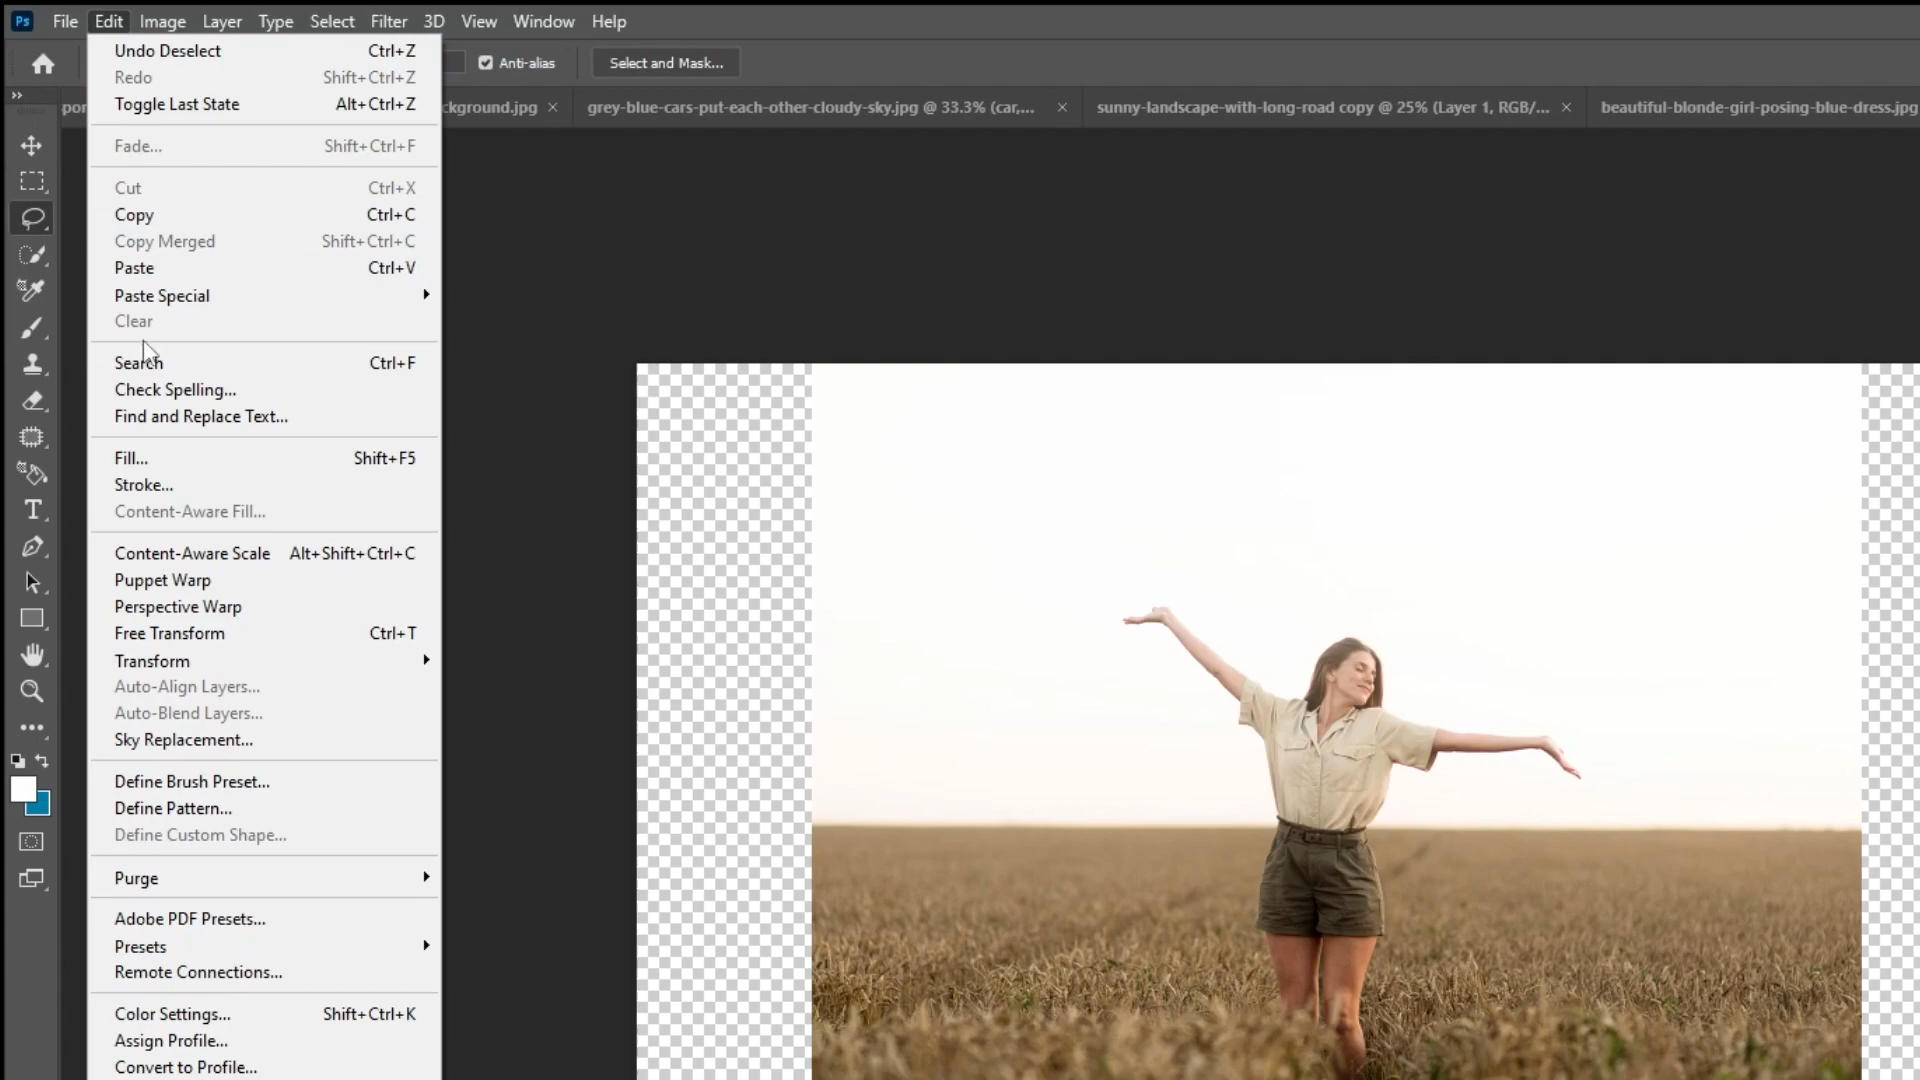 Ps File Edit Image Layer Type Select Filter 3D View Window Help
Anti-alias Select and Mask...
ckground.jpg × grey-blue-cars-put-each-other-cloudy-sky.jpg @ 33.3% (car,... × sunny-landscape-with-long-road copy @ 25% (Layer 1, RGB/... × beautiful-blonde-girl-posing-blue-dress.jpg
Undo Deselect Ctrl+Z
Redo Shift+Ctrl+Z
Toggle Last State Alt+Ctrl+Z
Fade... Shift+Ctrl+F
Cut Ctrl+X
Copy Ctrl+C
Copy Merged Shift+Ctrl+C
Paste Ctrl+V
Paste Special
Clear
Search Ctrl+F
Check Spelling...
Find and Replace Text...
Fill... Shift+F5
Stroke...
Content-Aware Fill...
Content-Aware Scale Alt+Shift+Ctrl+C
Puppet Warp
Perspective Warp
Free Transform Ctrl+T
Transform
Auto-Align Layers...
Auto-Blend Layers...
Sky Replacement...
Define Brush Preset...
Define Pattern...
Define Custom Shape...
Purge
Adobe PDF Presets...
Presets
Remote Connections...
Color Settings... Shift+Ctrl+K
Assign Profile...
Convert to Profile...